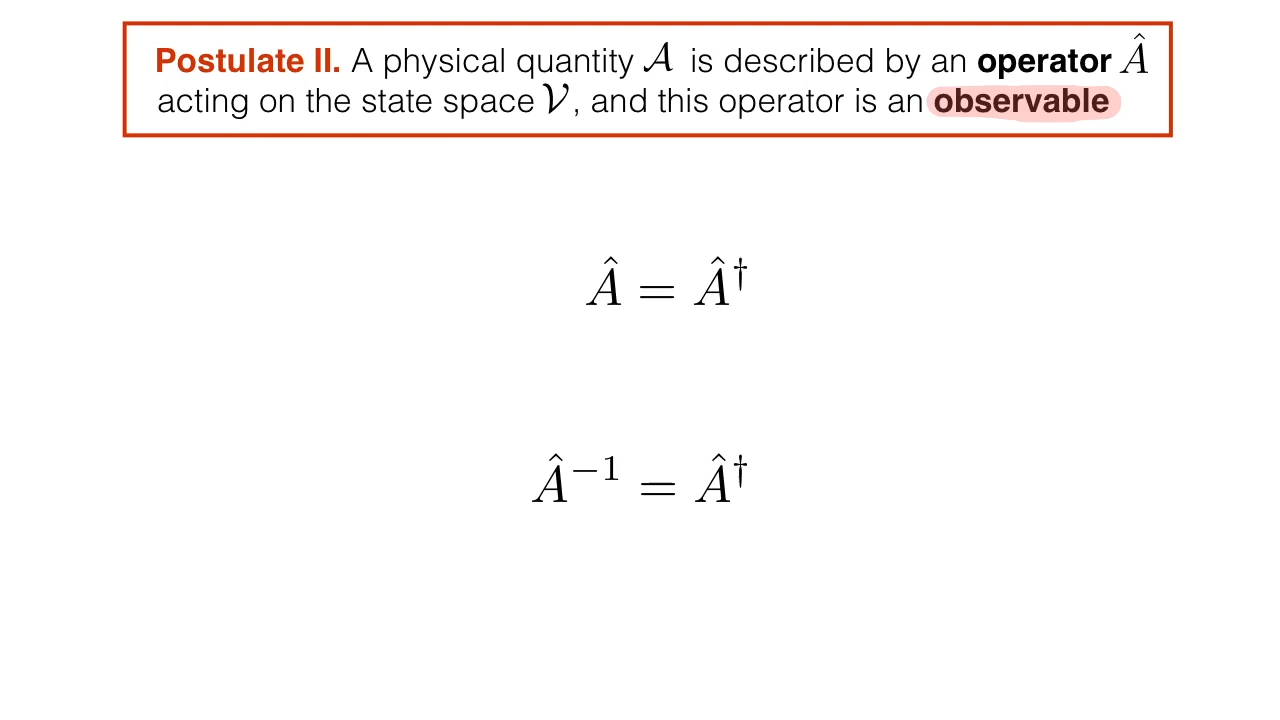 Postulate II. A physical quantity 𝒜 is described by an operator Â
acting on the state space 𝒱, and this operator is an observable
Â = Â†
Â⁻¹ = Â†